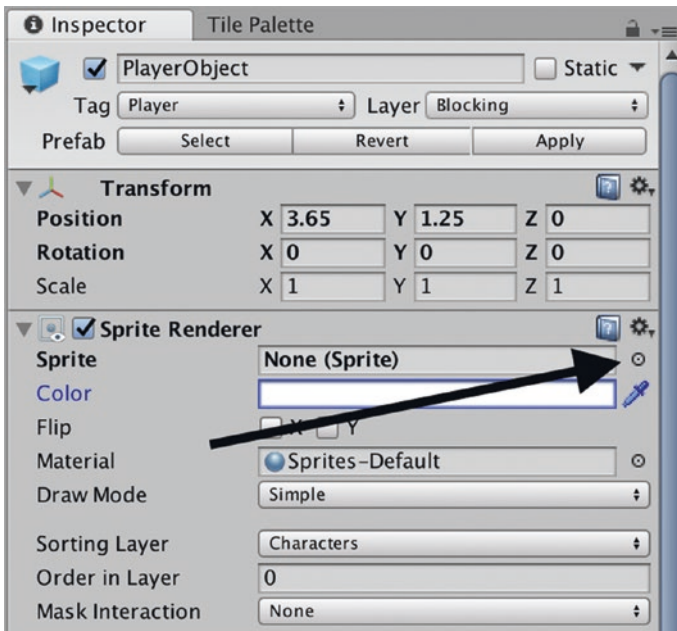 Inspector Tile Palette
PlayerObject Static
Tag Player Layer Blocking
Prefab Select Revert Apply
Transform
Position X 3.65 Y 1.25 Z 0
Rotation X 0 Y 0 Z 0
Scale X 1 Y 1 Z 1
Sprite Renderer
Sprite None (Sprite)
Color
Flip X Y
Material Sprites-Default
Draw Mode Simple
Sorting Layer Characters
Order in Layer 0
Mask Interaction None